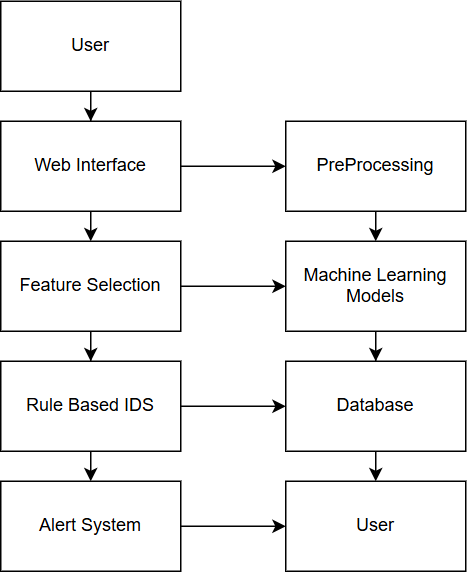 User
Web Interface
PreProcessing
Feature Selection
Machine Learning
Models
Rule Based IDS
Database
Alert System
User